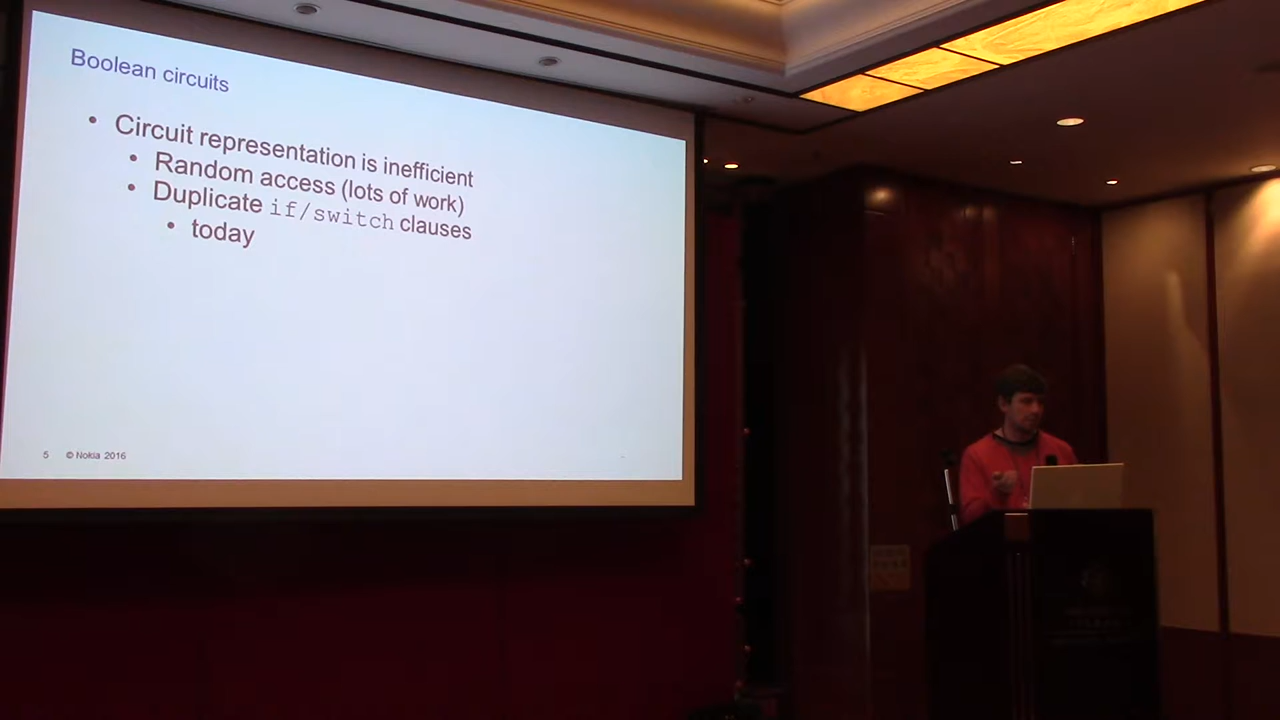 Boolean circuits
• Circuit representation is inefficient
• Random access (lots of work)
• Duplicate if/switch clauses
• today
5 © Nokia 2016